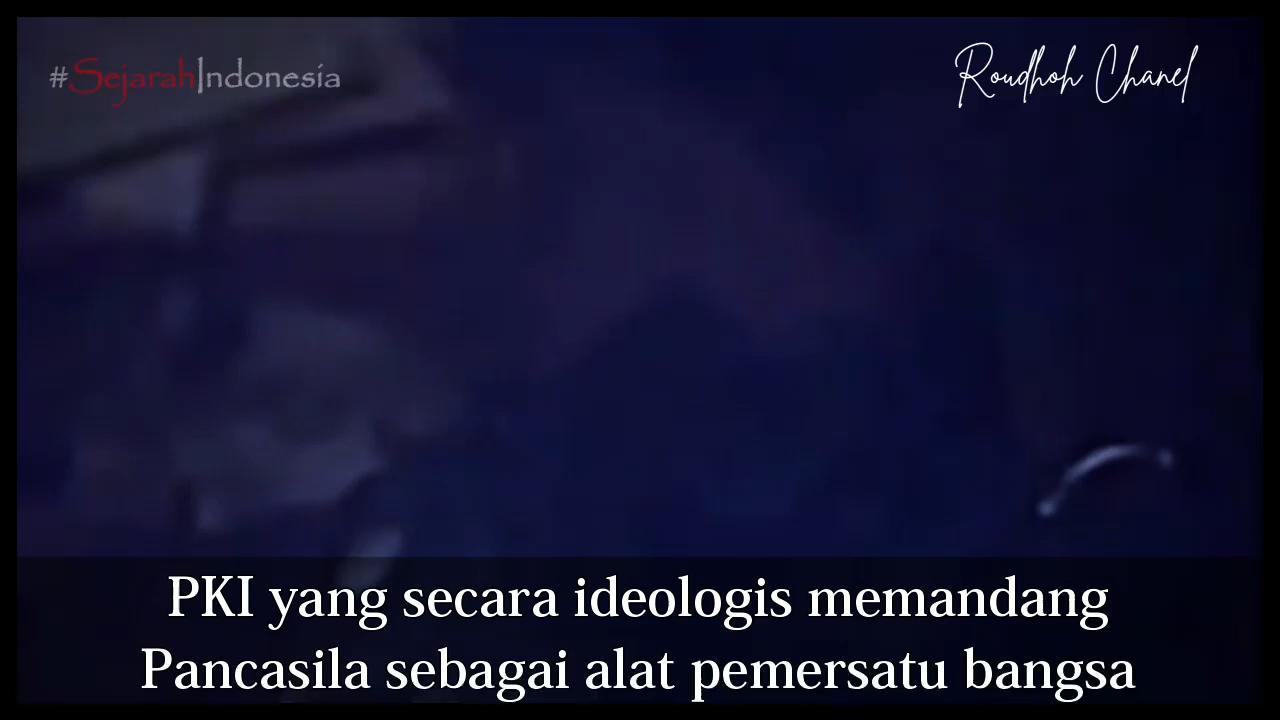 #SejarahIndonesia
Roudhoh Chanel
PKI yang secara ideologis memandang
Pancasila sebagai alat pemersatu bangsa